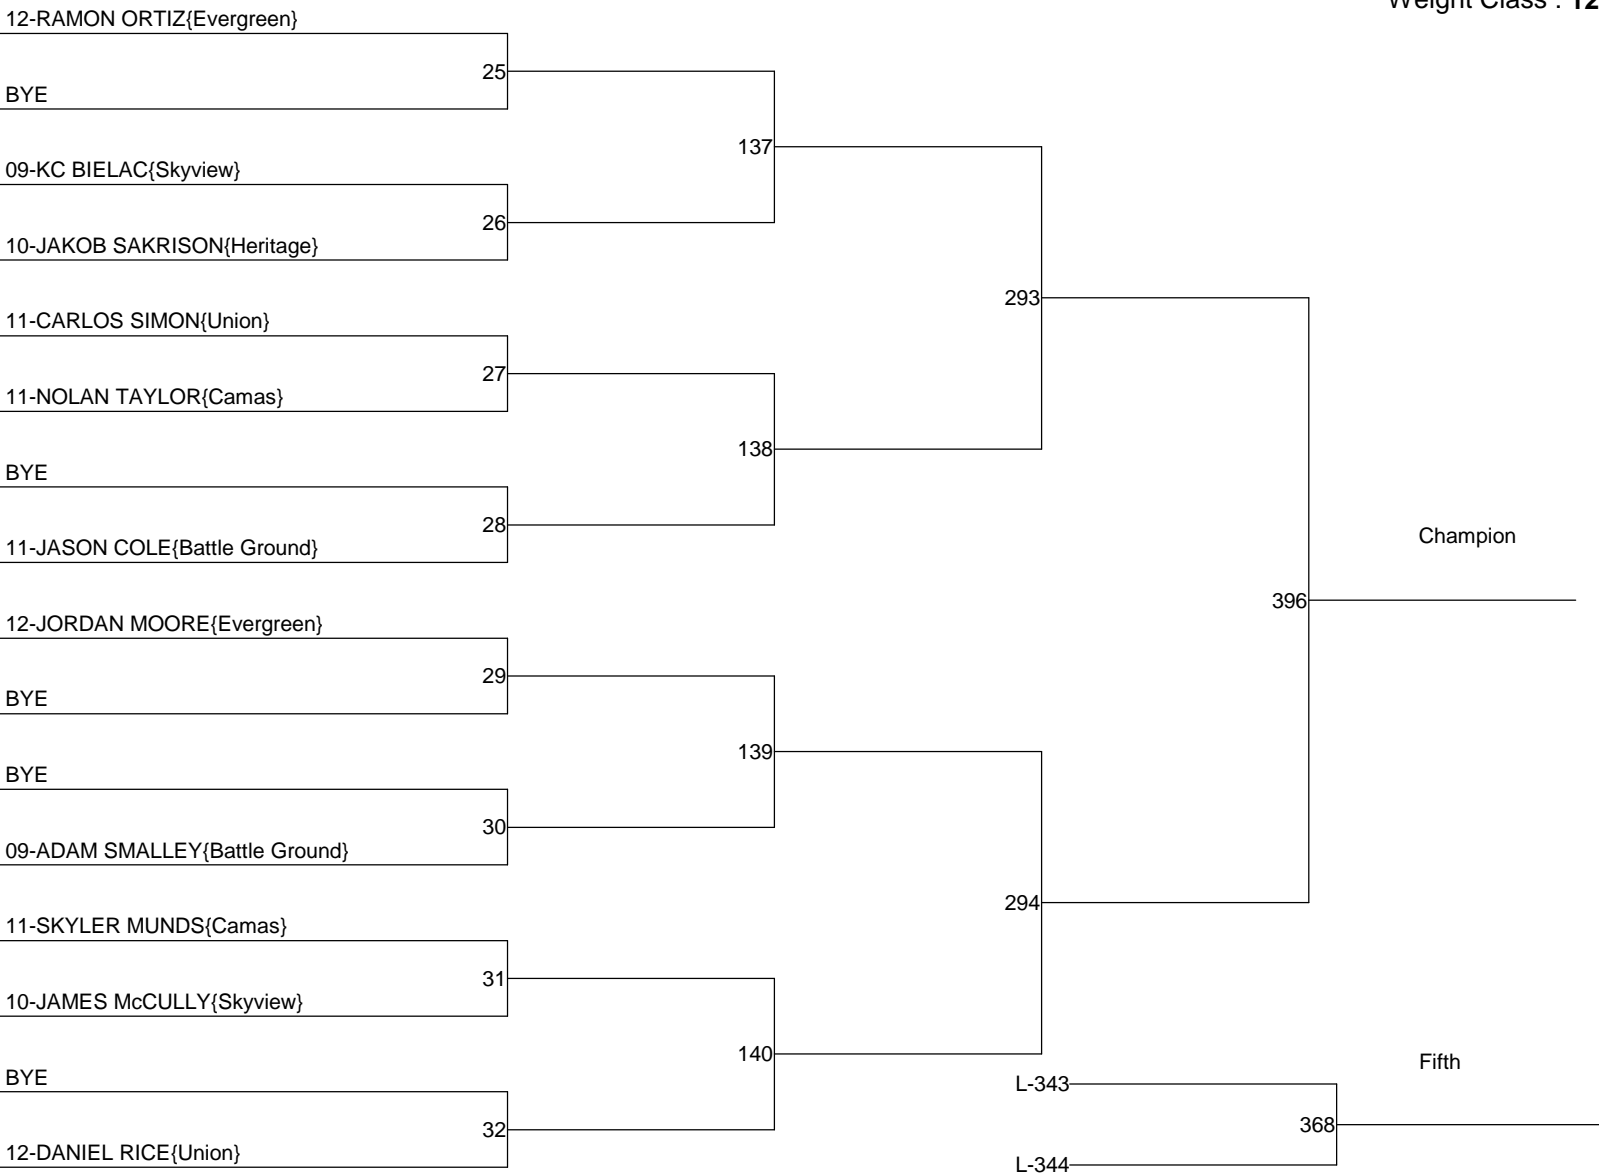 Weight Class : 12
12-RAMON ORTIZ{Evergreen}
25
BYE
137
09-KC BIELAC{Skyview}
26
10-JAKOB SAKRISON{Heritage}
293
11-CARLOS SIMON{Union}
27
11-NOLAN TAYLOR{Camas}
138
BYE
28
11-JASON COLE{Battle Ground}
Champion
396
12-JORDAN MOORE{Evergreen}
29
BYE
139
BYE
30
09-ADAM SMALLEY{Battle Ground}
294
11-SKYLER MUNDS{Camas}
31
10-JAMES McCULLY{Skyview}
140
BYE
32
12-DANIEL RICE{Union}
Fifth
L-343
368
L-344